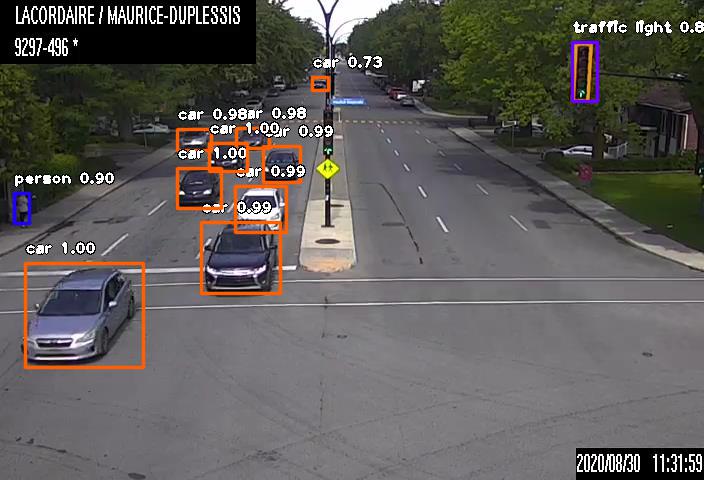 LACORDAIRE / MAURICE-DUPLESSIS
9297-496 *
traffic light 0.8
car 0.73
car 0.98
car 0.98
car 1.00
car 0.99
car 1.00
car 0.99
person 0.90
car 0.99
car 1.00
2020/08/30 11:31:59